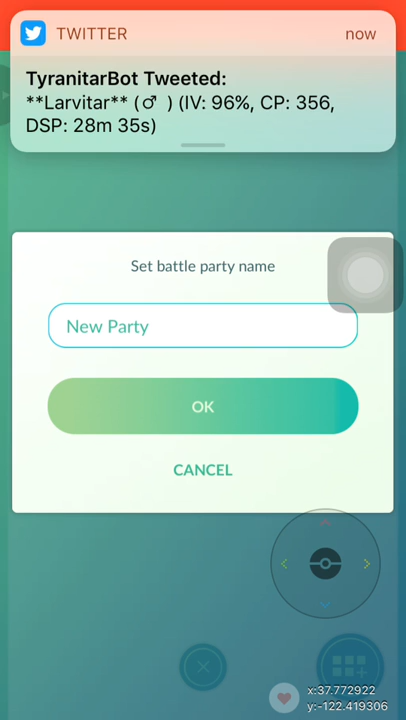 TWITTER now
TyranitarBot Tweeted:
**Larvitar** (♂ ) (IV: 96%, CP: 356,
DSP: 28m 35s)
Set battle party name
New Party
OK
CANCEL
x:37.772922
y:-122.419306